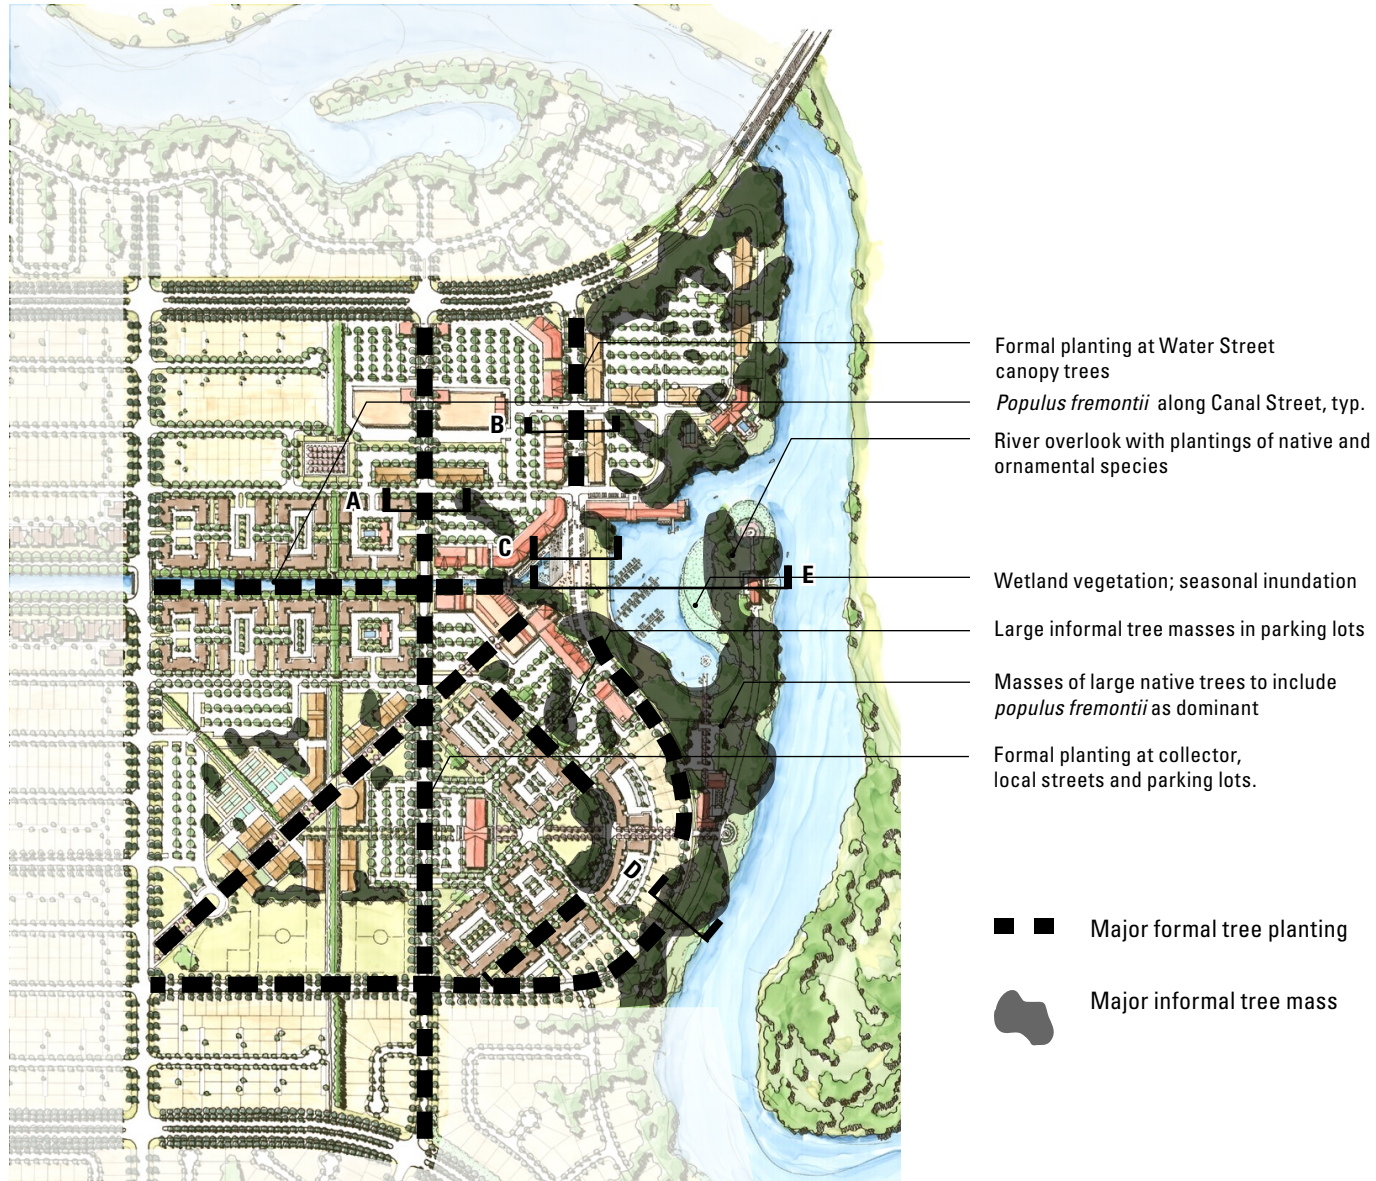 Formal planting at Water Street
canopy trees
Populus fremontii along Canal Street, typ.
River overlook with plantings of native and
ornamental species
B
A
C
E
Wetland vegetation; seasonal inundation
Large informal tree masses in parking lots
Masses of large native trees to include
populus fremontii as dominant
Formal planting at collector,
local streets and parking lots.
D
Major formal tree planting
Major informal tree mass